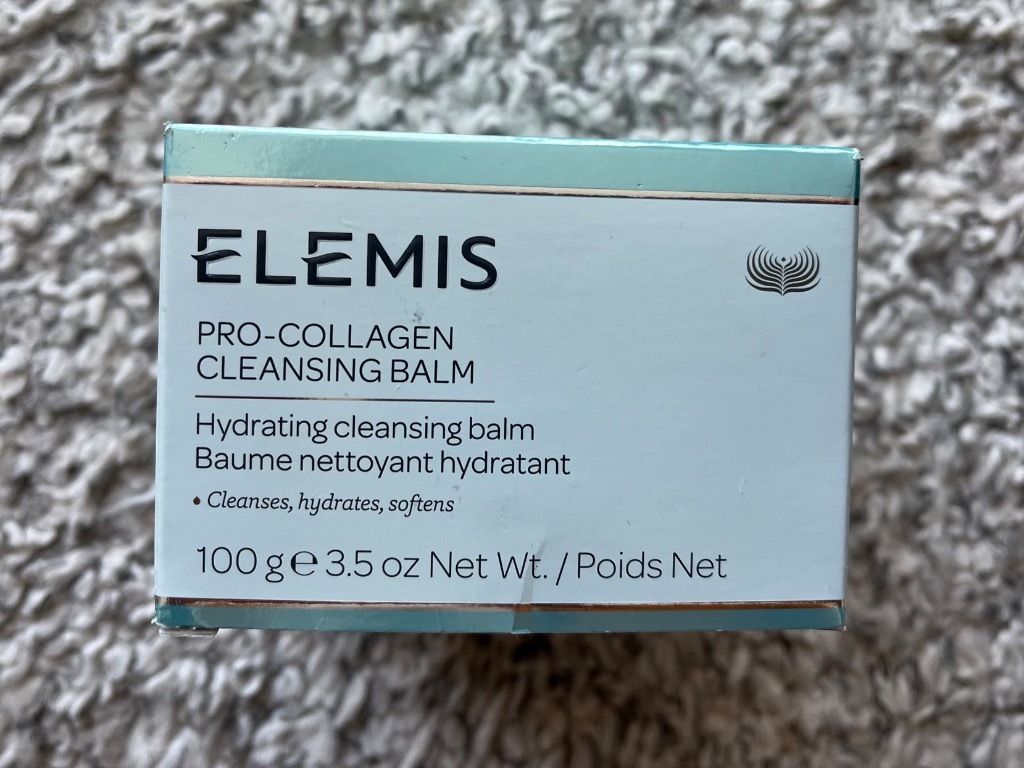 ELEMIS
PRO-COLLAGEN
CLEANSING BALM
Hydrating cleansing balm
Baume nettoyant hydratant
• Cleanses, hydrates, softens
100 g ℮ 3.5 oz Net Wt. / Poids Net